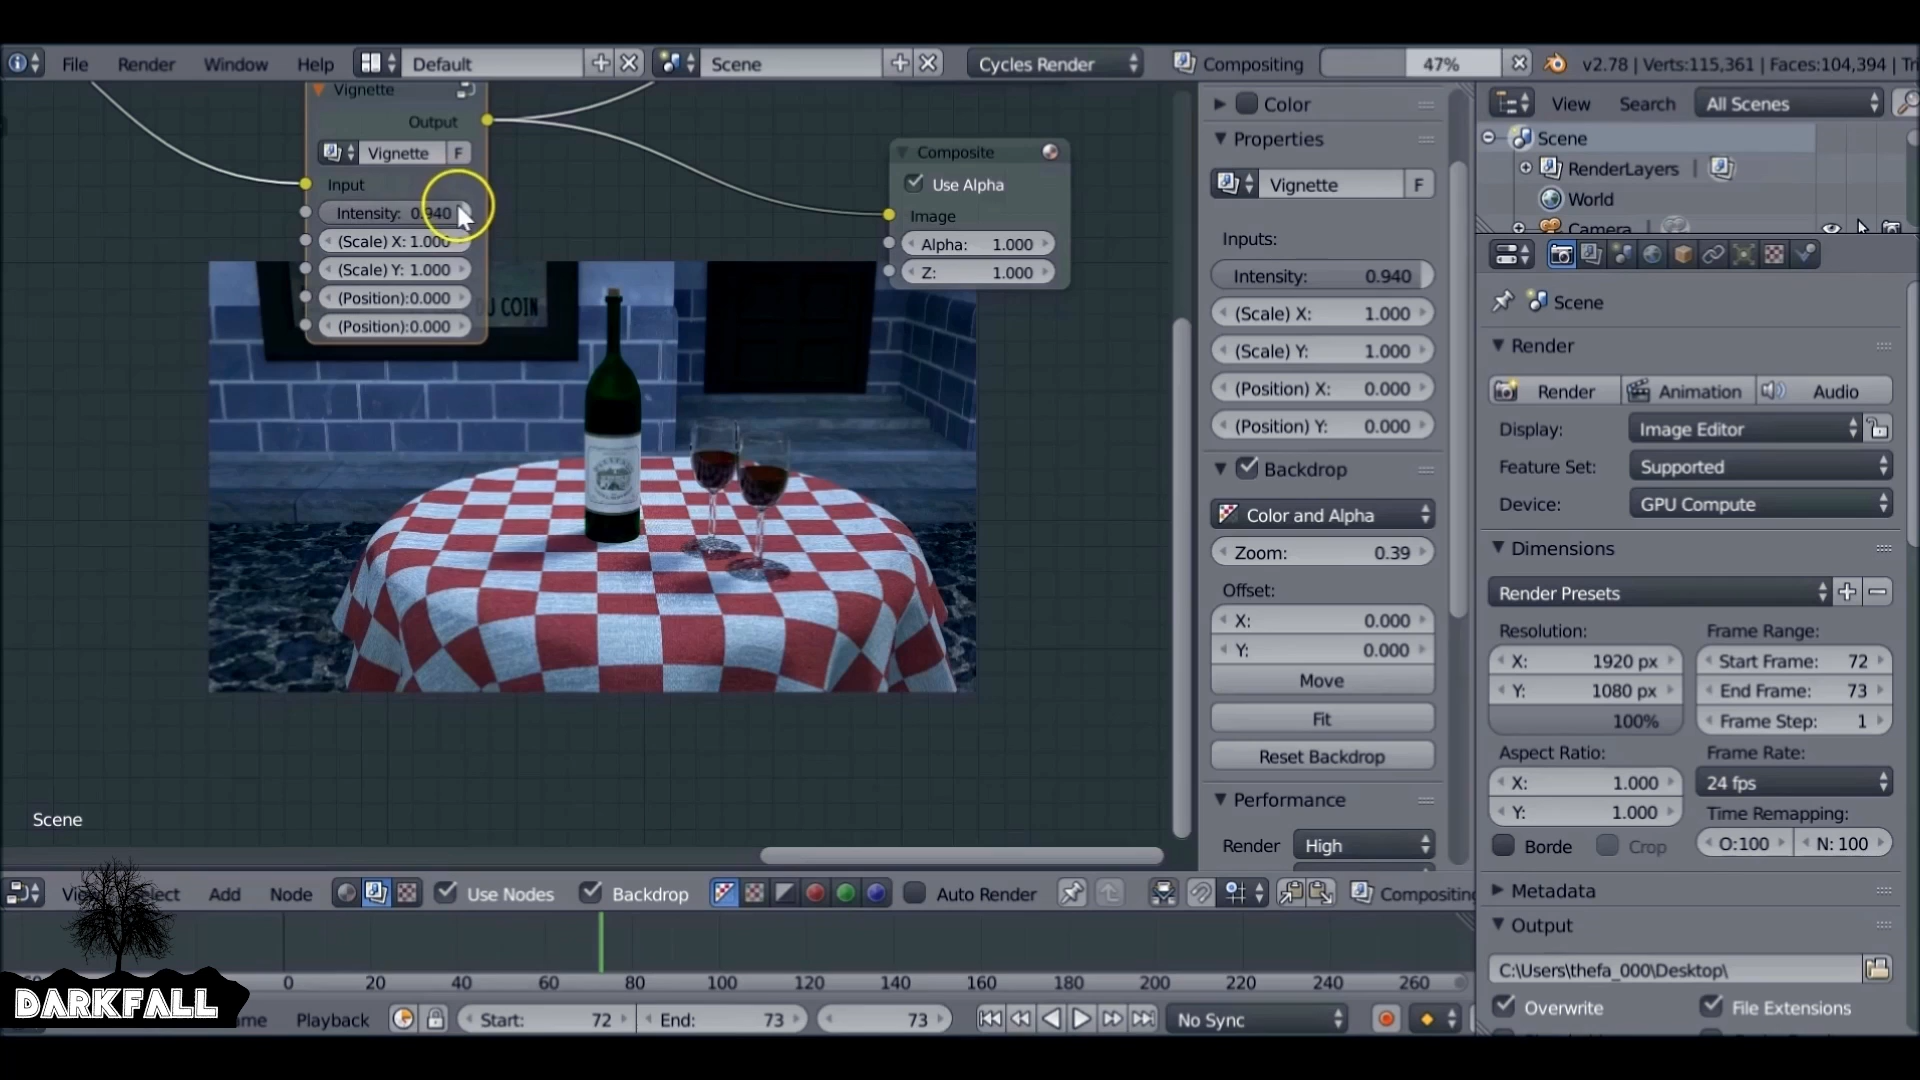 File Render Window Help Default Scene Cycles Render Compositing 47% v2.78 | Verts:115,361 | Faces:104,394 |
Vignette
Output
Vignette F
Input
Intensity: 0.940
(Scale) X: 1.000
(Scale) Y: 1.000
(Position):0.000
(Position):0.000
Composite
Use Alpha
Image
Alpha: 1.000
Z: 1.000
DU COIN
Scene
Color
Properties
Vignette F
Inputs:
Intensity: 0.940
(Scale) X: 1.000
(Scale) Y: 1.000
(Position) X: 0.000
(Position) Y: 0.000
Backdrop
Color and Alpha
Zoom: 0.39
Offset:
X: 0.000
Y: 0.000
Move
Fit
Reset Backdrop
Performance
Render High
View Search All Scenes
Scene
RenderLayers |
World
Camera
Scene
Render
Render Animation Audio
Display: Image Editor
Feature Set: Supported
Device: GPU Compute
Dimensions
Render Presets
Resolution: Frame Range:
X: 1920 px Start Frame: 72
Y: 1080 px End Frame: 73
100% Frame Step: 1
Aspect Ratio: Frame Rate:
X: 1.000 24 fps
Y: 1.000 Time Remapping:
Borde Crop O:100 N: 100
Metadata
Output
C:\Users\thefa_000\Desktop\
Overwrite File Extensions
Add Node Use Nodes Backdrop Auto Render Compositing
0 20 40 60 80 100 120 140 160 180 200 220 240 260
Playback Start: 72 End: 73 73 No Sync
DARKFALL